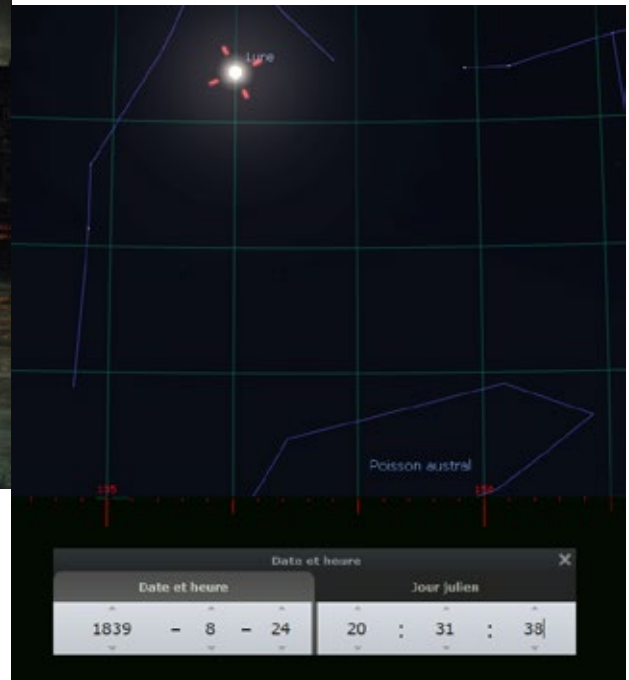 Lune
Poisson austral
135
150
Date et heure
Date et heure
Jour julien
1839 - 8 - 24
20 : 31 : 38